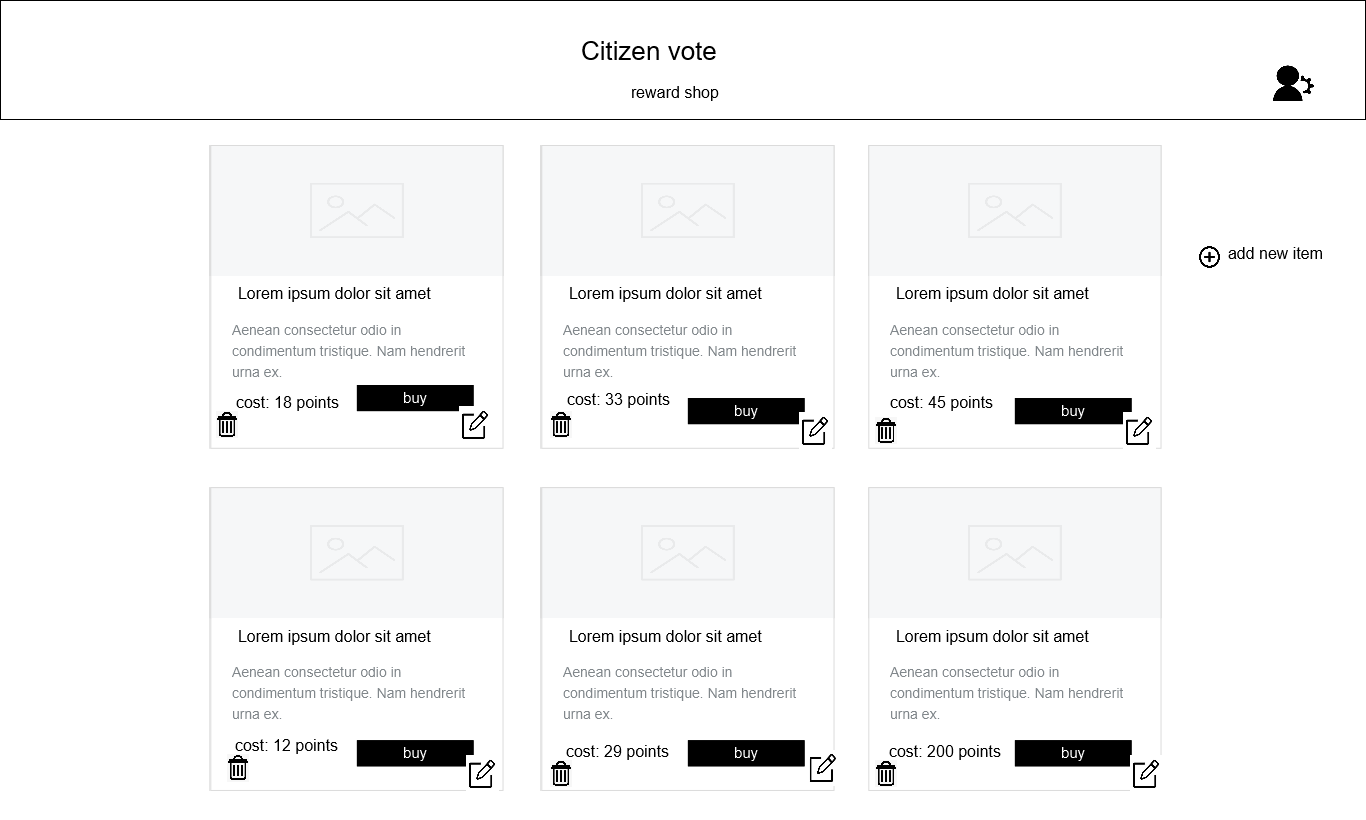 Citizen vote
reward shop
add new item
Lorem ipsum dolor sit amet
Aenean consectetur odio in
condimentum tristique. Nam hendrerit
urna ex.
cost: 18 points
buy
Lorem ipsum dolor sit amet
Aenean consectetur odio in
condimentum tristique. Nam hendrerit
urna ex.
cost: 33 points
buy
Lorem ipsum dolor sit amet
Aenean consectetur odio in
condimentum tristique. Nam hendrerit
urna ex.
cost: 45 points
buy
Lorem ipsum dolor sit amet
Aenean consectetur odio in
condimentum tristique. Nam hendrerit
urna ex.
cost: 12 points
buy
Lorem ipsum dolor sit amet
Aenean consectetur odio in
condimentum tristique. Nam hendrerit
urna ex.
cost: 29 points
buy
Lorem ipsum dolor sit amet
Aenean consectetur odio in
condimentum tristique. Nam hendrerit
urna ex.
cost: 200 points
buy